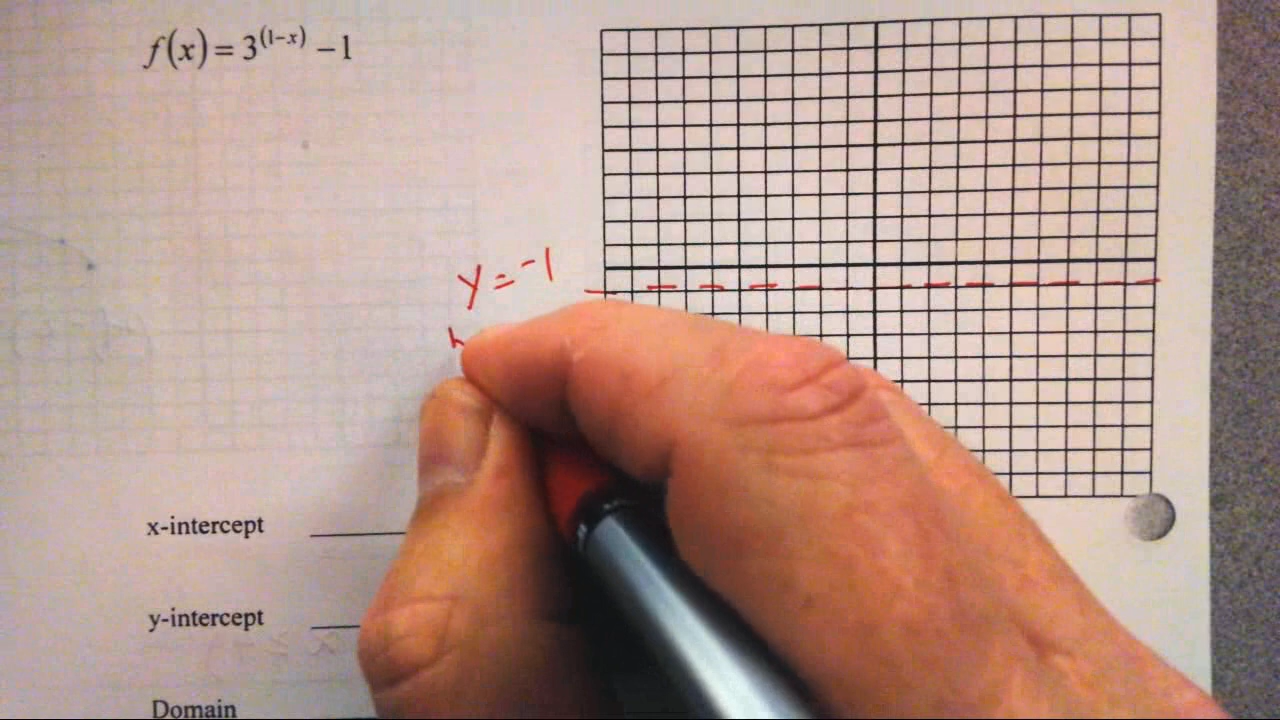 f(x) = 3^(1−x) − 1
y = -1
h
x-intercept
y-intercept
Domain